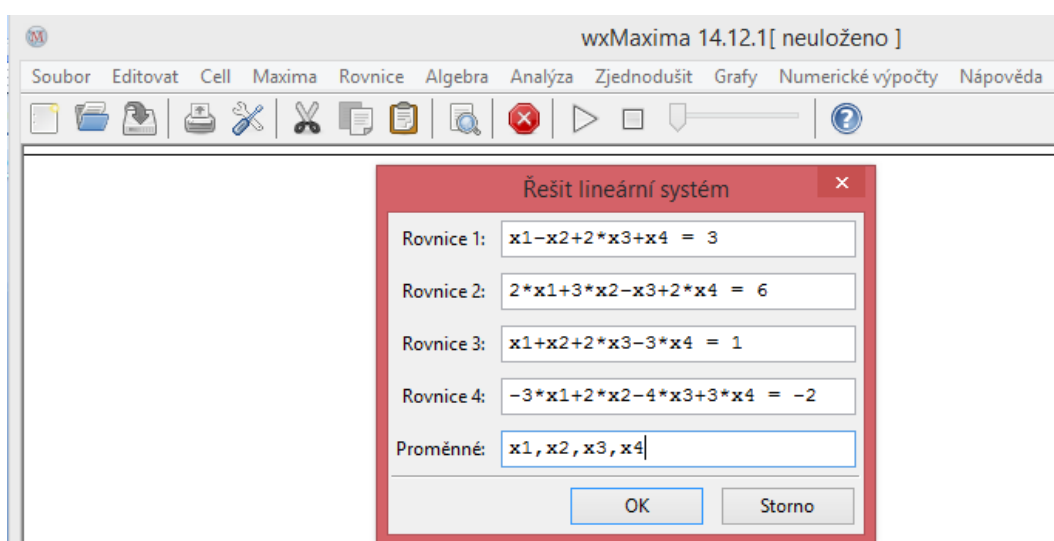 wxMaxima 14.12.1[ neuloženo ]
Soubor Editovat Cell Maxima Rovnice Algebra Analýza Zjednodušit Grafy Numerické výpočty Nápověda
Řešit lineární systém
Rovnice 1: x1-x2+2*x3+x4 = 3
Rovnice 2: 2*x1+3*x2-x3+2*x4 = 6
Rovnice 3: x1+x2+2*x3-3*x4 = 1
Rovnice 4: -3*x1+2*x2-4*x3+3*x4 = -2
Proměnné: x1,x2,x3,x4
OK Storno